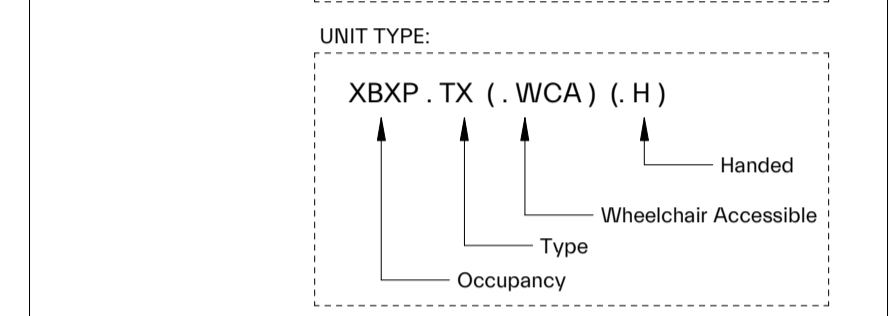 UNIT TYPE:
XBXP . TX ( . WCA ) (. H )
Handed
Wheelchair Accessible
Type
Occupancy